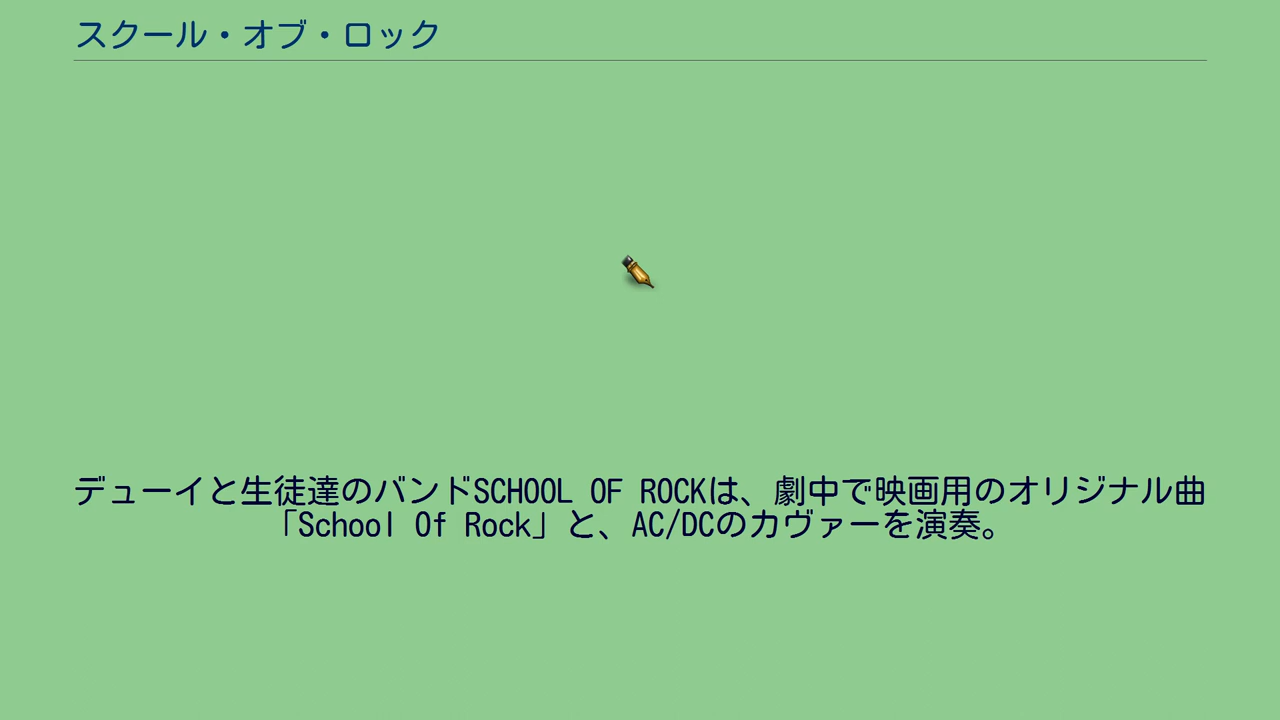 スクール・オブ・ロック
デューイと生徒達のバンドSCHOOL OF ROCKは、劇中で映画用のオリジナル曲
「School Of Rock」と、AC/DCのカヴァーを演奏。